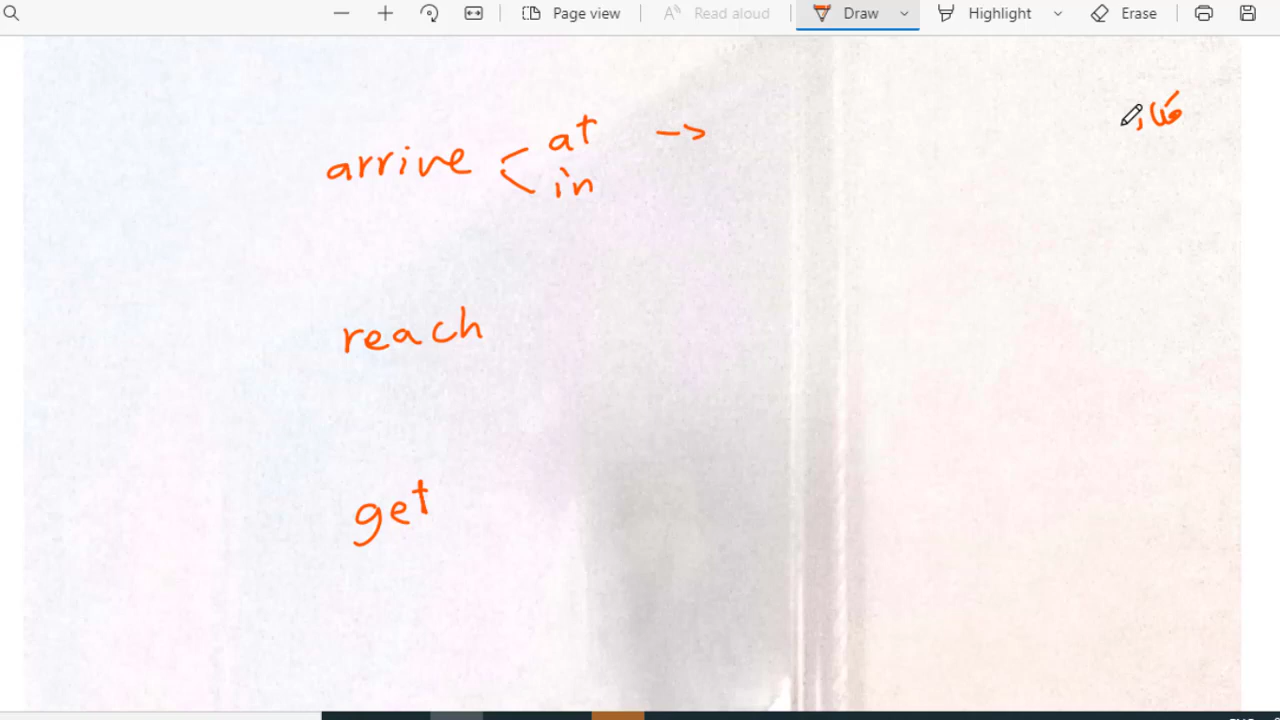 Page view
Read aloud
Draw
Highlight
Erase
arrive < at ->
in
reach
get